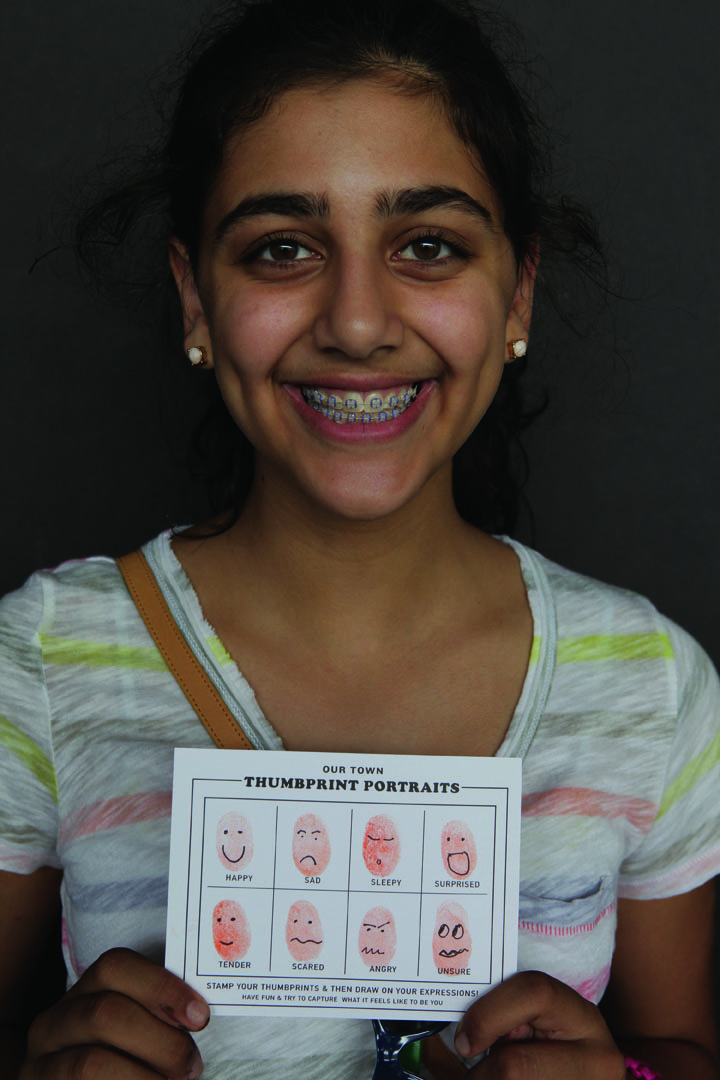 OUR TOWN
THUMBPRINT PORTRAITS
HAPPY SAD SLEEPY SURPRISED
TENDER SCARED ANGRY UNSURE
STAMP YOUR THUMBPRINTS & THEN DRAW ON YOUR EXPRESSIONS!
HAVE FUN & TRY TO CAPTURE WHAT IT FEELS LIKE TO BE YOU